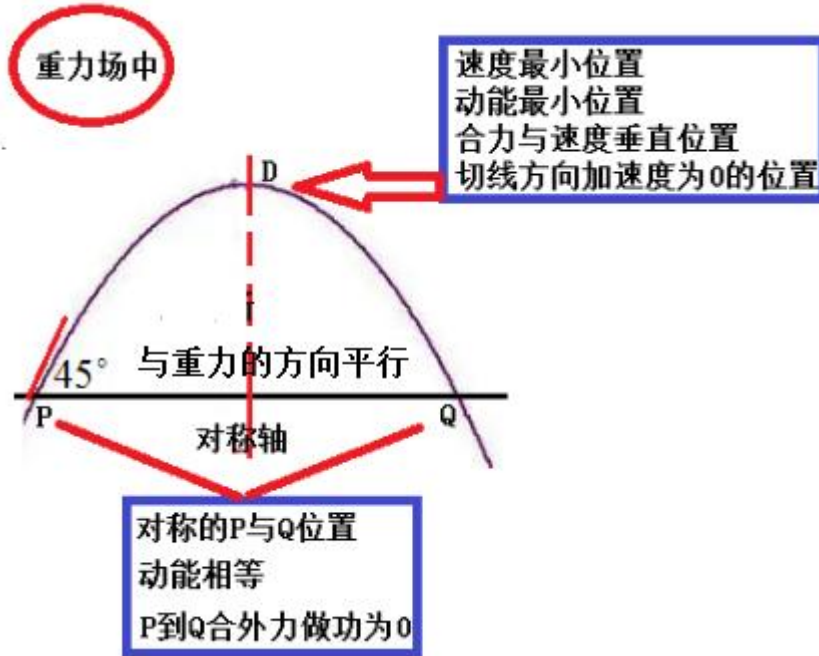 重力场中
速度最小位置
动能最小位置
合力与速度垂直位置
切线方向加速度为0的位置
D
45°
与重力的方向平行
P
Q
对称轴
对称的P与Q位置
动能相等
P到Q合外力做功为0